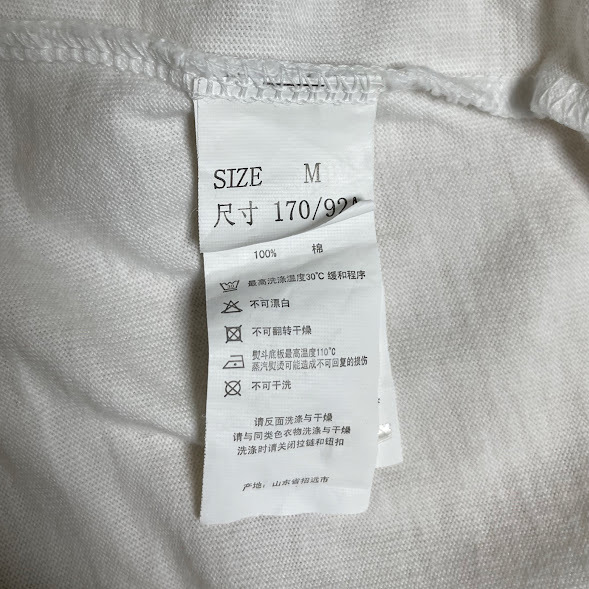 SIZE M
尺寸 170/92A
100% 棉
最高洗涤温度30℃ 缓和程序
不可漂白
不可翻转干燥
熨斗底板最高温度110℃
蒸汽熨烫可能造成不可回复的损伤
不可干洗
请反面洗涤与干燥
请与同类色衣物洗涤与干燥
洗涤时请关闭拉链和钮扣
产地：山东省招远市